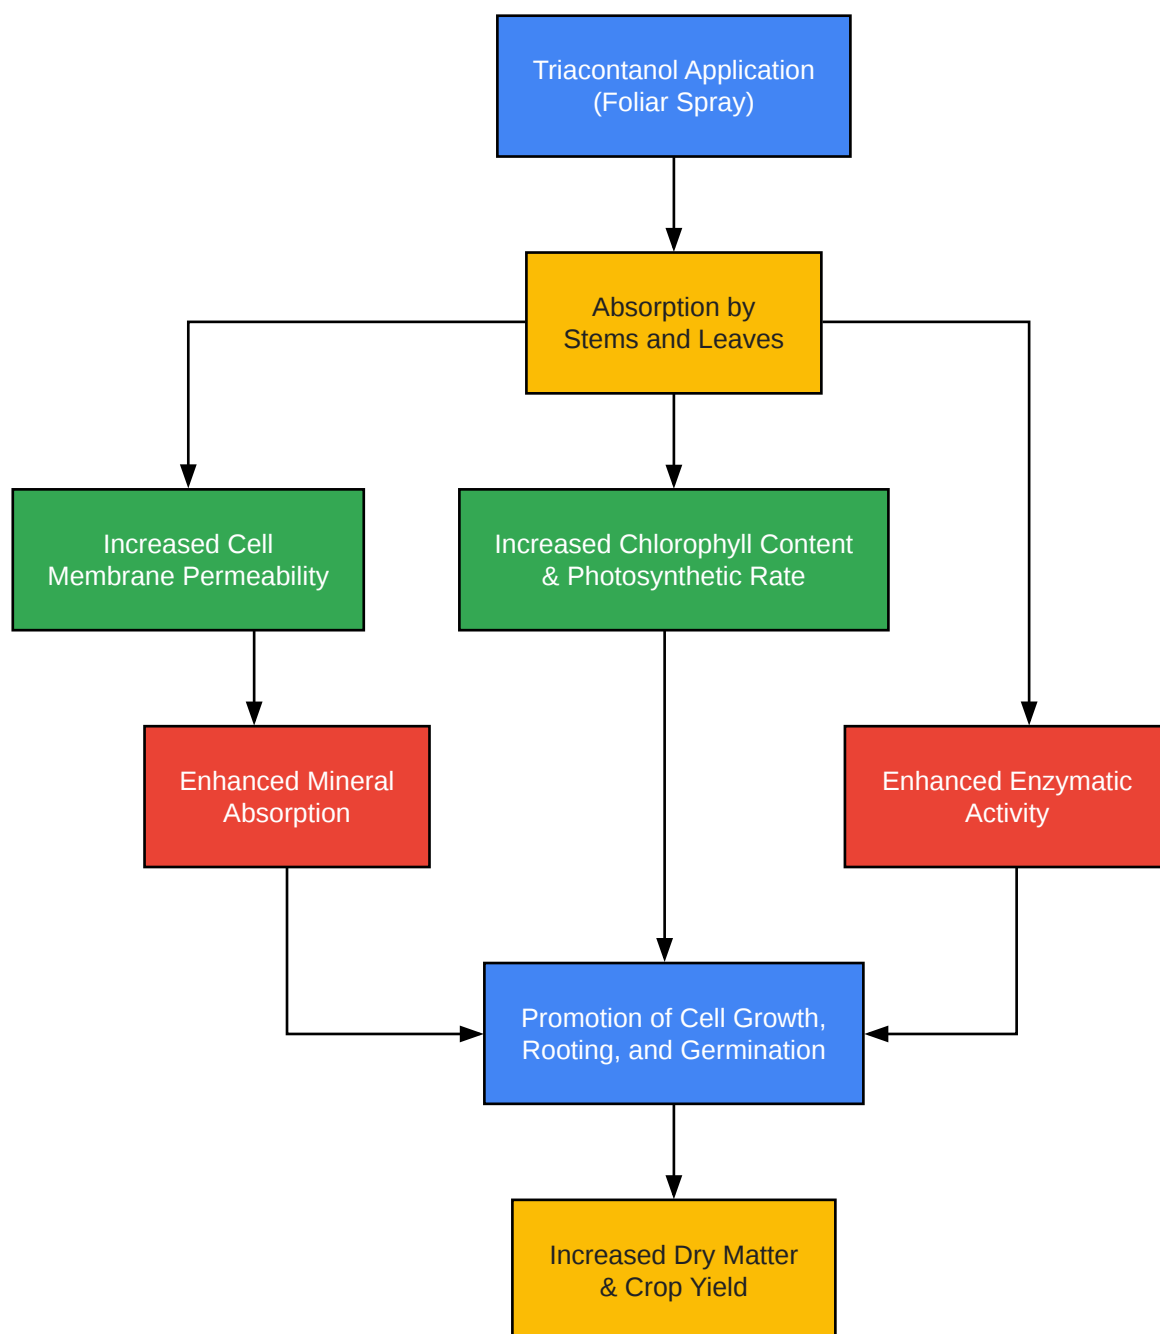 Triacontanol Application
(Foliar Spray)
Absorption by
Stems and Leaves
Increased Cell
Membrane Permeability
Increased Chlorophyll Content
& Photosynthetic Rate
Enhanced Mineral
Absorption
Enhanced Enzymatic
Activity
Promotion of Cell Growth,
Rooting, and Germination
Increased Dry Matter
& Crop Yield